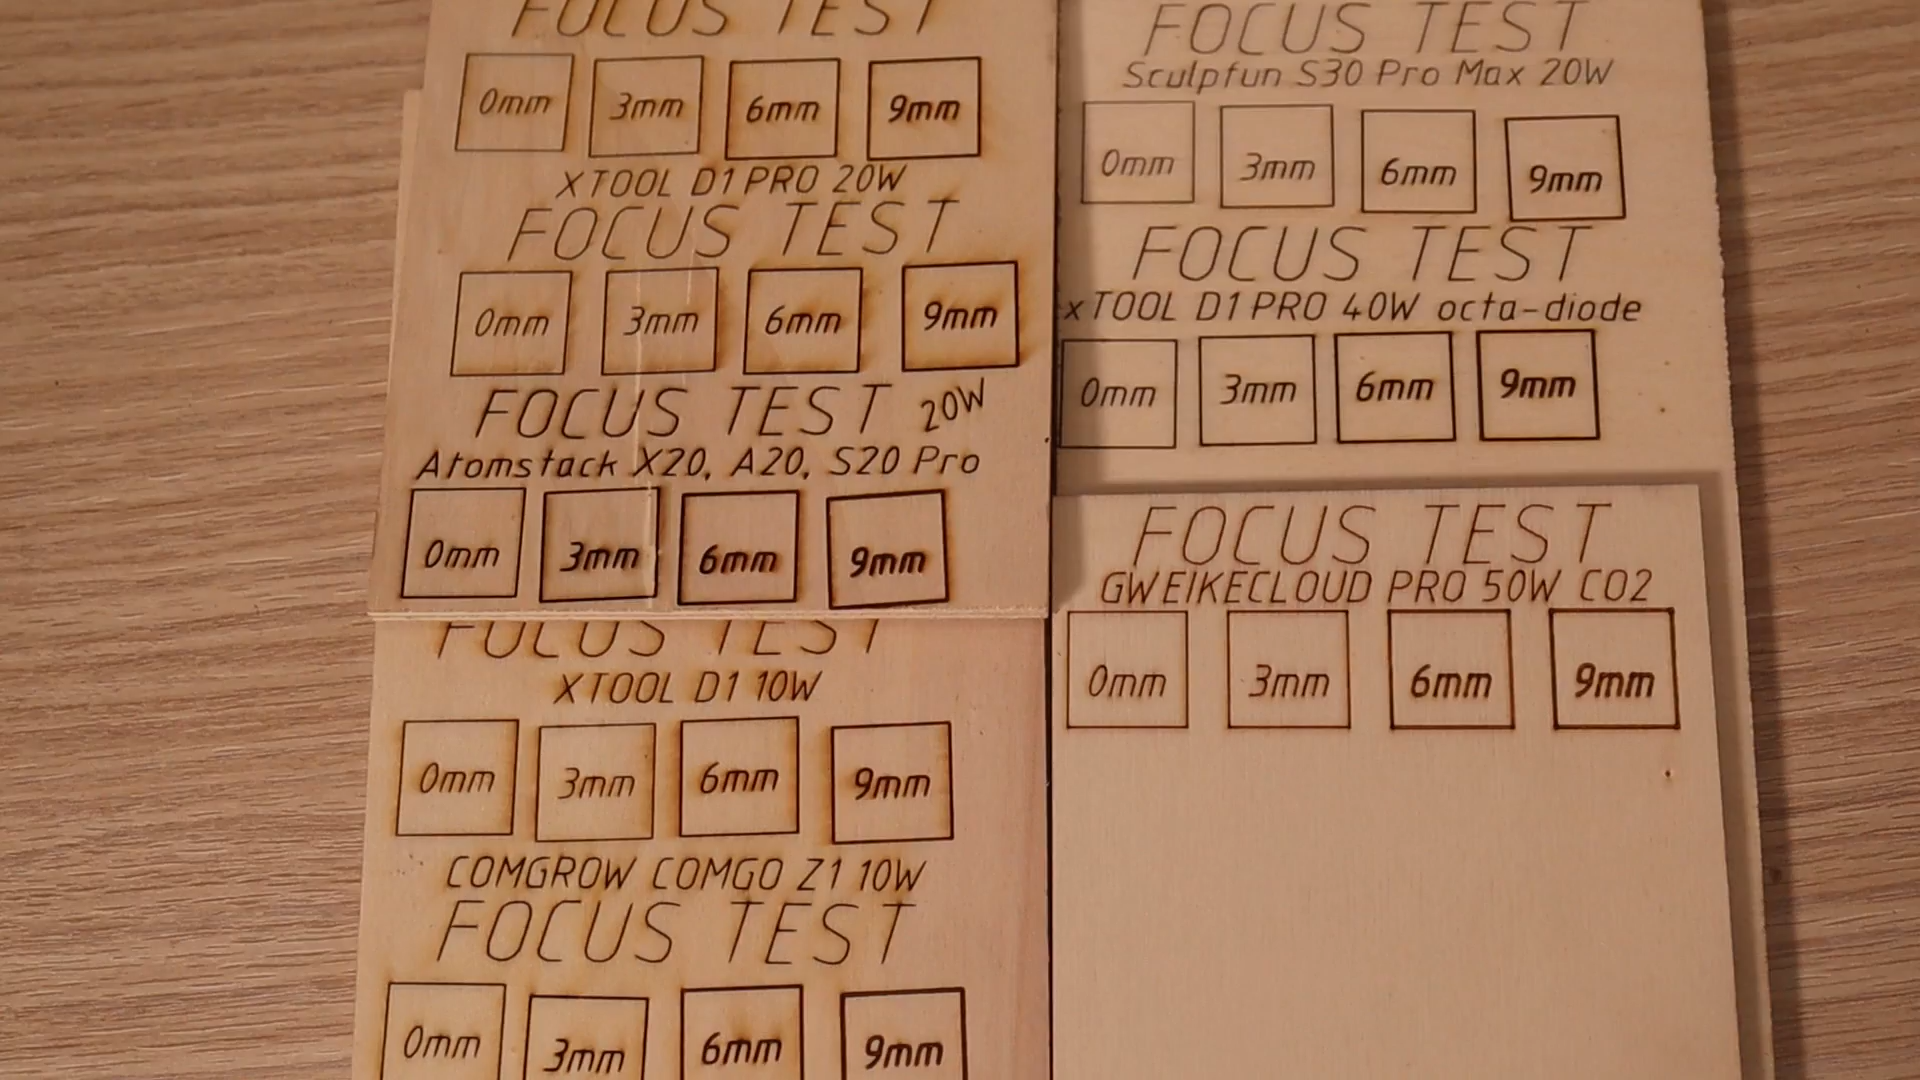 FOCUS TEST
0mm 3mm 6mm 9mm
XTOOL D1 PRO 20W
FOCUS TEST
0mm 3mm 6mm 9mm
FOCUS TEST 20W
Atomstack X20, A20, S20 Pro
0mm 3mm 6mm 9mm
FOCUS TEST
XTOOL D1 10W
0mm 3mm 6mm 9mm
COMGROW COMGO Z1 10W
FOCUS TEST
0mm 3mm 6mm 9mm
FOCUS TEST
Sculpfun S30 Pro Max 20W
0mm 3mm 6mm 9mm
FOCUS TEST
xTOOL D1 PRO 40W octa-diode
0mm 3mm 6mm 9mm
FOCUS TEST
GWEIKECLOUD PRO 50W CO2
0mm 3mm 6mm 9mm